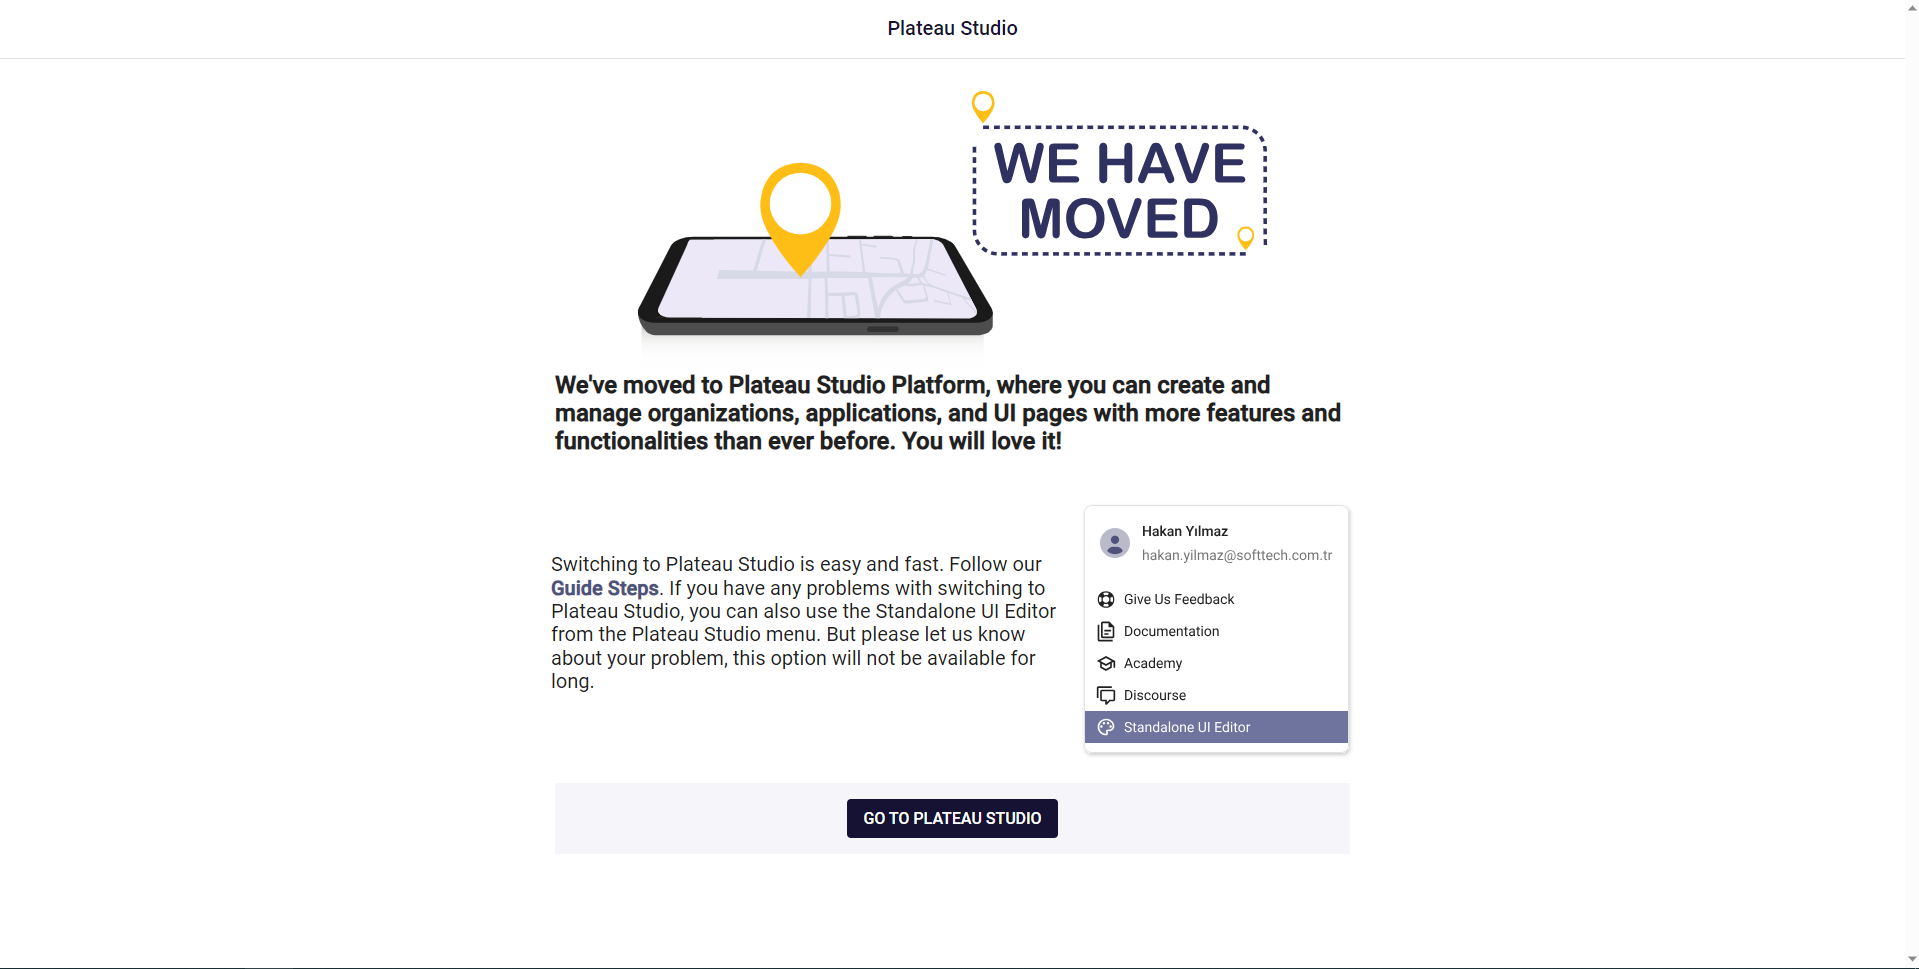 Plateau Studio
WE HAVE
MOVED
We've moved to Plateau Studio Platform, where you can create and
manage organizations, applications, and UI pages with more features and
functionalities than ever before. You will love it!
Switching to Plateau Studio is easy and fast. Follow our
Guide Steps. If you have any problems with switching to
Plateau Studio, you can also use the Standalone UI Editor
from the Plateau Studio menu. But please let us know
about your problem, this option will not be available for
long.
Hakan Yılmaz
hakan.yilmaz@softtech.com.tr
Give Us Feedback
Documentation
Academy
Discourse
Standalone UI Editor
GO TO PLATEAU STUDIO